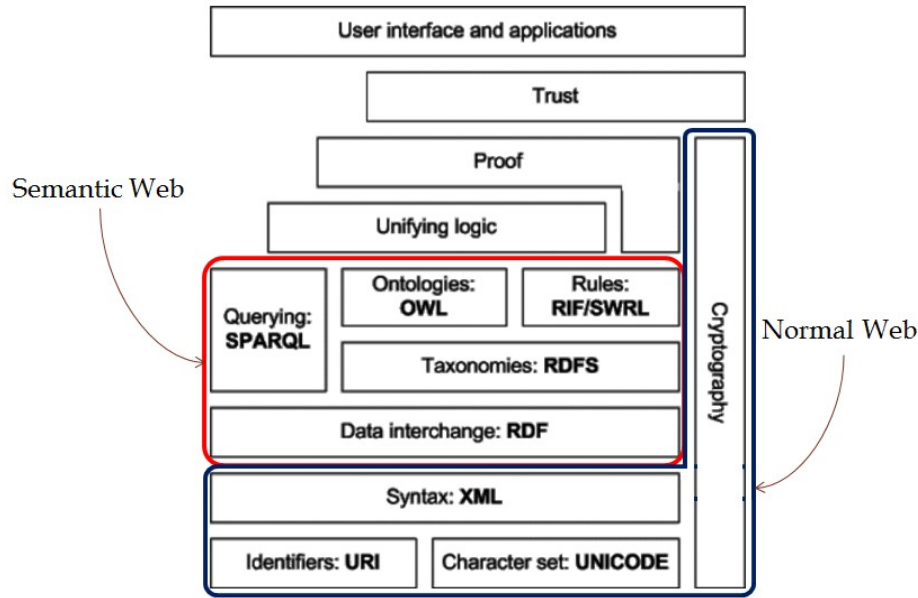 User interface and applications
Trust
Proof
Semantic Web
Unifying logic
Ontologies:
OWL
Rules:
RIF/SWRL
Querying:
SPARQL
Cryptography
Normal Web
Taxonomies: RDFS
Data interchange: RDF
Syntax: XML
Identifiers: URI
Character set: UNICODE